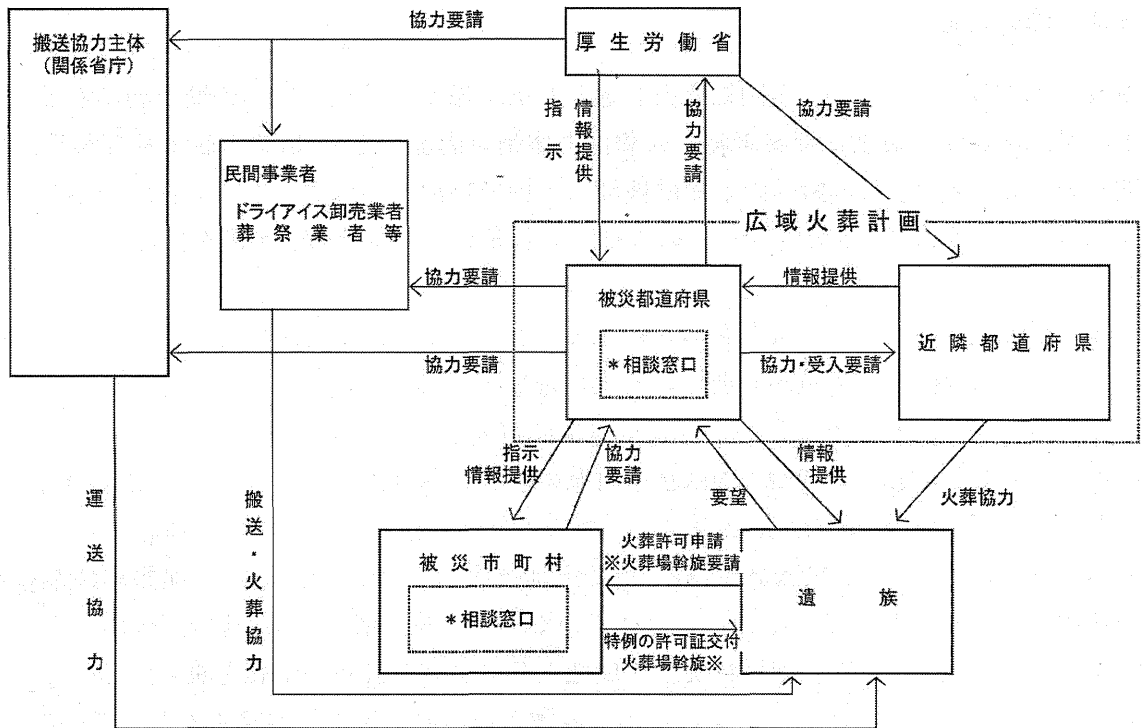 協力要請
搬送協力主体
(関係省庁)
厚生労働省
指示
情報提供
協力要請
協力要請
民間事業者
ドライアイス卸売業者
葬祭業者等
広域火葬計画
協力要請
被災都道府県
*相談窓口
情報提供
近隣都道府県
協力要請
協力・受入要請
指示
情報提供
協力
要請
要望
情報
提供
火葬協力
運送協力
搬送・火葬協力
被災市町村
*相談窓口
火葬許可申請
※火葬場斡旋要請
特例の許可証交付
火葬場斡旋※
遺族